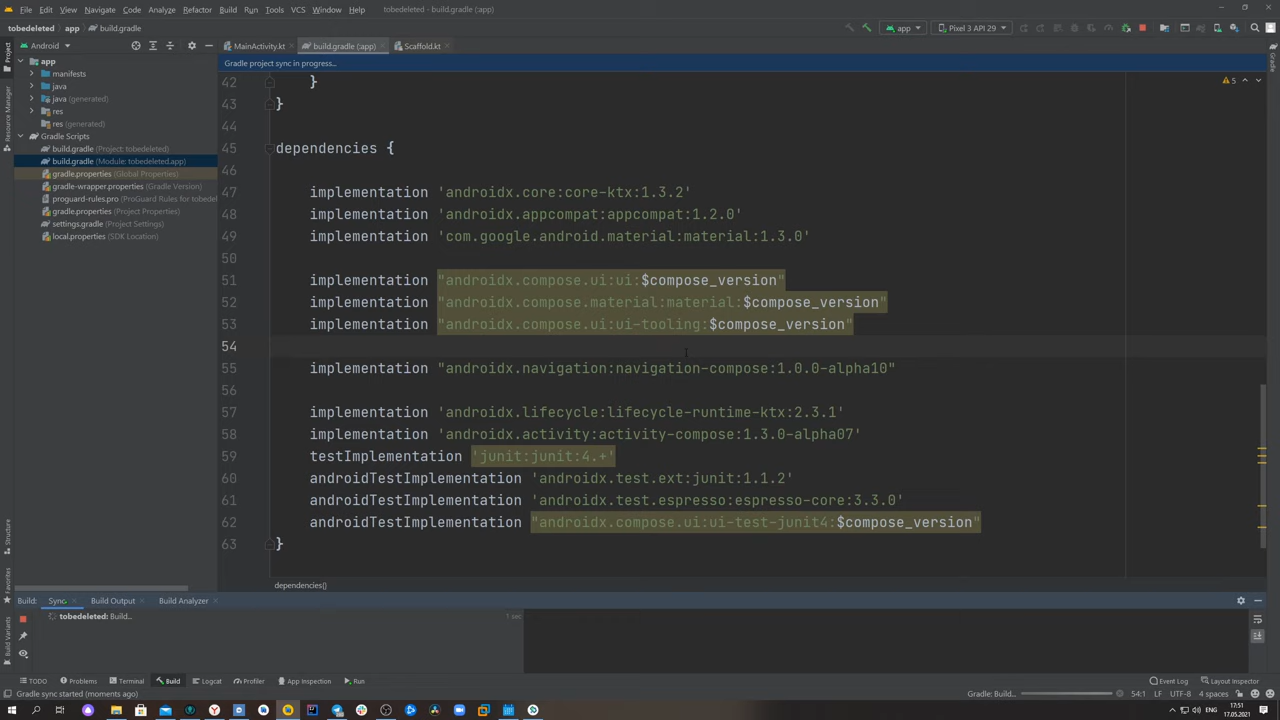 File Edit View Navigate Code Analyze Refactor Build Run Tools VCS Window Help tobedeleted - build.gradle (:app)
tobedeleted app build.gradle
app Pixel 3 API 29
Android
MainActivity.kt build.gradle (:app) Scaffold.kt
Gradle project sync in progress...
Project
Resource Manager
Structure
Favorites
Build Variants
Gradle
app
manifests
java
java (generated)
res
res (generated)
Gradle Scripts
build.gradle (Project: tobedeleted)
build.gradle (Module: tobedeleted.app)
gradle.properties (Global Properties)
gradle-wrapper.properties (Gradle Version)
proguard-rules.pro (ProGuard Rules for tobedel
gradle.properties (Project Properties)
settings.gradle (Project Settings)
local.properties (SDK Location)
5
42 }
43 }
44
45 dependencies {
46
47 implementation 'androidx.core:core-ktx:1.3.2'
48 implementation 'androidx.appcompat:appcompat:1.2.0'
49 implementation 'com.google.android.material:material:1.3.0'
50
51 implementation "androidx.compose.ui:ui:$compose_version"
52 implementation "androidx.compose.material:material:$compose_version"
53 implementation "androidx.compose.ui:ui-tooling:$compose_version"
54
55 implementation "androidx.navigation:navigation-compose:1.0.0-alpha10"
56
57 implementation 'androidx.lifecycle:lifecycle-runtime-ktx:2.3.1'
58 implementation 'androidx.activity:activity-compose:1.3.0-alpha07'
59 testImplementation 'junit:junit:4.+'
60 androidTestImplementation 'androidx.test.ext:junit:1.1.2'
61 androidTestImplementation 'androidx.test.espresso:espresso-core:3.3.0'
62 androidTestImplementation "androidx.compose.ui:ui-test-junit4:$compose_version"
63 }
dependencies()
Build: Sync Build Output Build Analyzer
tobedeleted: Build... 1 sec
TODO Problems Terminal Build Logcat Profiler App Inspection Run Event Log Layout Inspector
Gradle sync started (moments ago) Gradle: Build... 54:1 LF UTF-8 4 spaces
ENG 17:51
17.05.2021